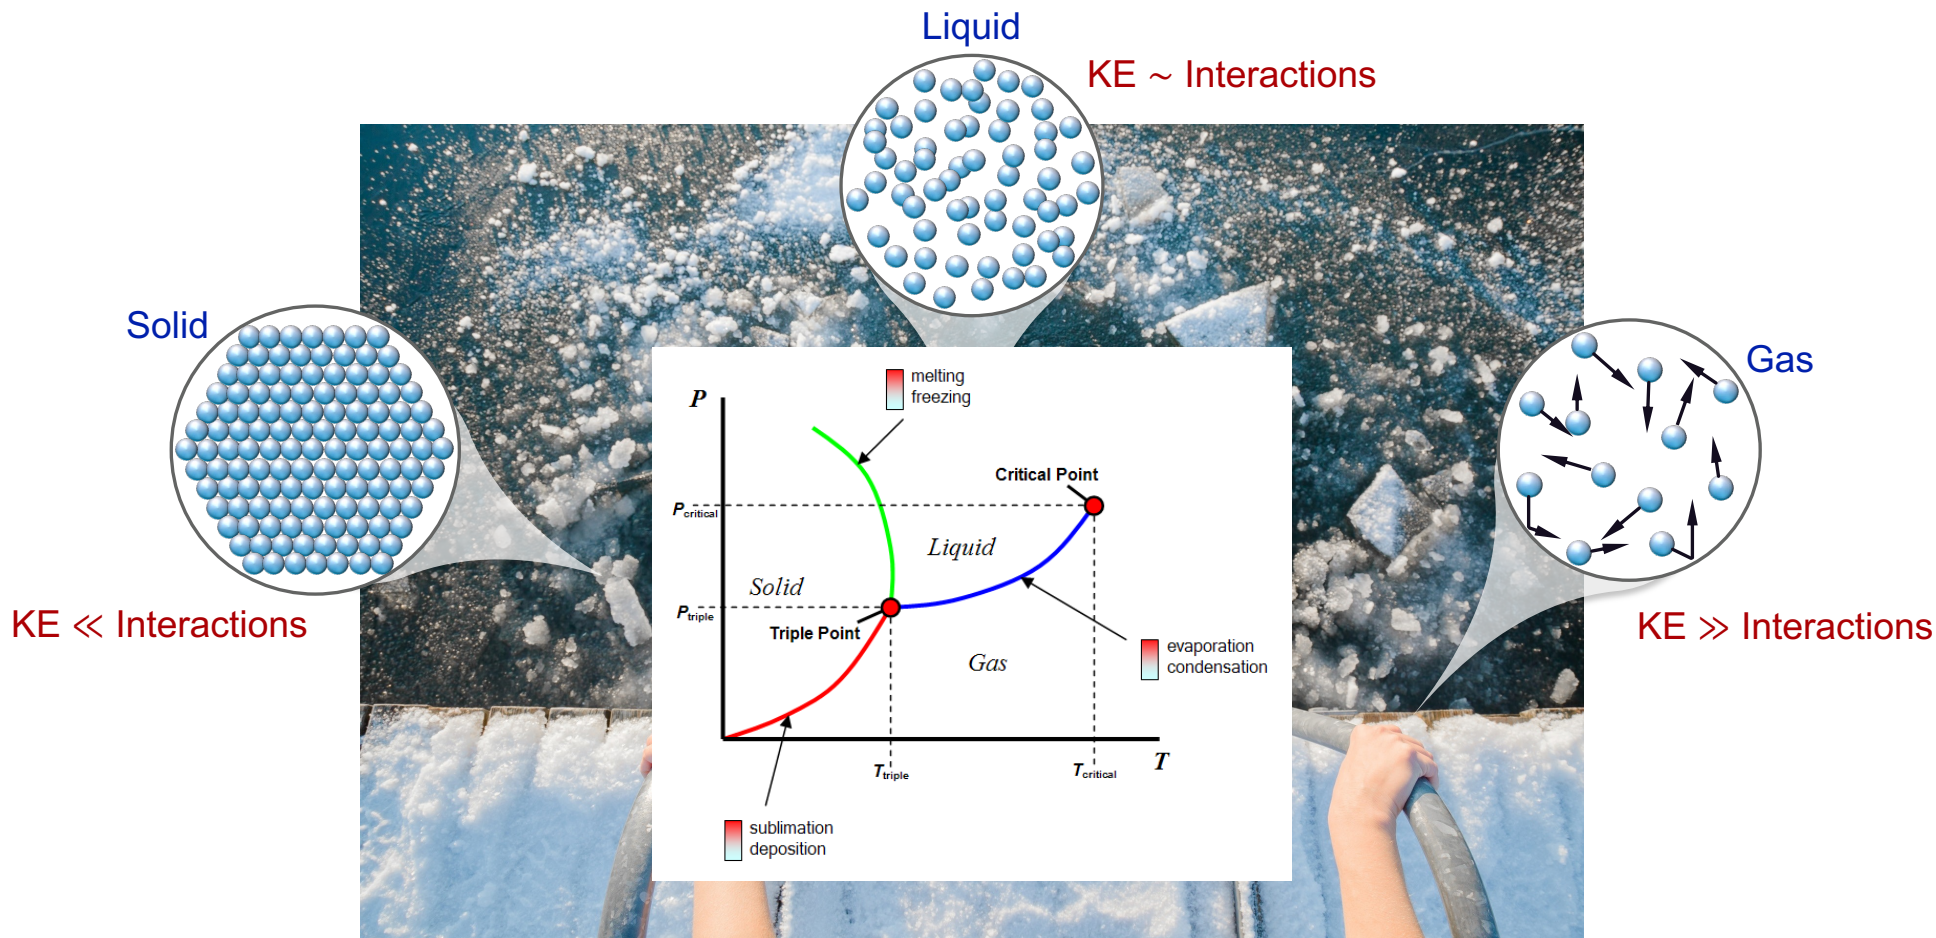 Liquid
KE ∼ Interactions
Solid
KE ≪ Interactions
Gas
KE ≫ Interactions
P
melting
freezing
Critical Point
Pcritical
Liquid
Solid
Ptriple
Triple Point
Gas
evaporation
condensation
Ttriple
Tcritical
T
sublimation
deposition